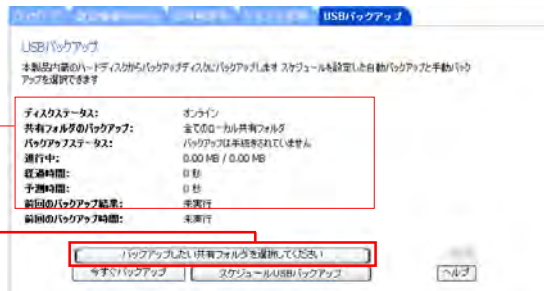 USBバックアップ
USBバックアップ
本製品内蔵のハードディスクからバックアップディスクにバックアップします スケジュールを設定した自動バックアップと手動バック
アップを選択できます
ディスクステータス: オンライン
共有フォルダのバックアップ: 全てのローカル共有フォルダ
バックアップステータス: バックアップは手続きされていません
進行中: 0.00 MB / 0.00 MB
経過時間: 0 秒
予測時間: 0 秒
前回のバックアップ結果: 未実行
前回のバックアップ時間: 未実行
バックアップしたい共有フォルダを選択してください
今すぐバックアップ スケジュールUSBバックアップ ヘルプ